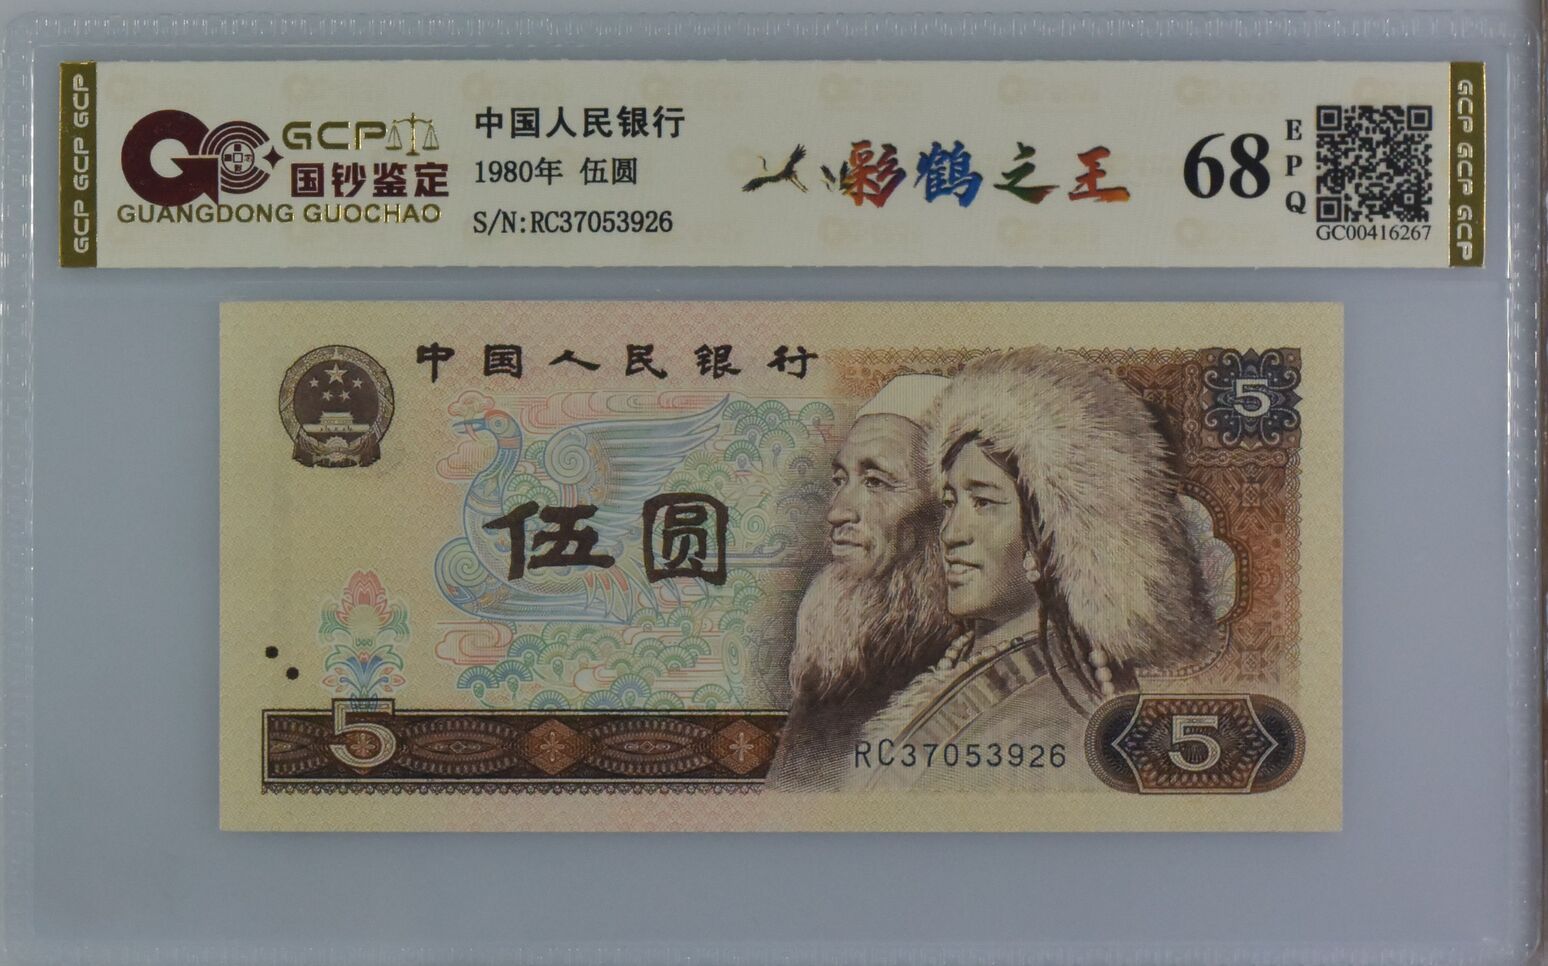 GCP GCP GCP
GCP
国钞鉴定
GUANGDONG GUOCHAO
中国人民银行
1980年 伍圆
S/N:RC37053926
彩鹤之王
68
EPQ
GC00416267
GCP GCP GCP
中国人民银行
5
伍圆
5
RC37053926
5